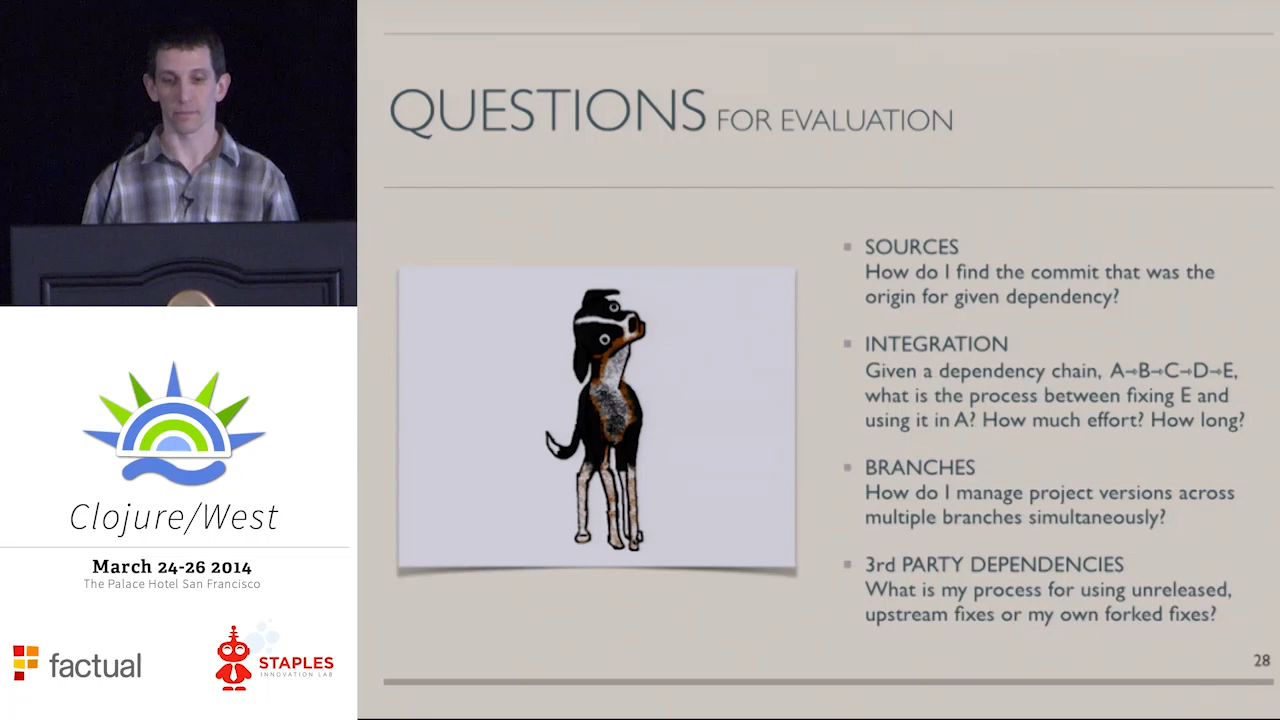 QUESTIONS FOR EVALUATION
SOURCES
How do I find the commit that was the
origin for given dependency?
INTEGRATION
Given a dependency chain, A→B→C→D→E,
what is the process between fixing E and
using it in A? How much effort? How long?
BRANCHES
How do I manage project versions across
multiple branches simultaneously?
3rd PARTY DEPENDENCIES
What is my process for using unreleased,
upstream fixes or my own forked fixes?
28
Clojure/West
March 24-26 2014
The Palace Hotel San Francisco
factual
STAPLES
INNOVATION LAB